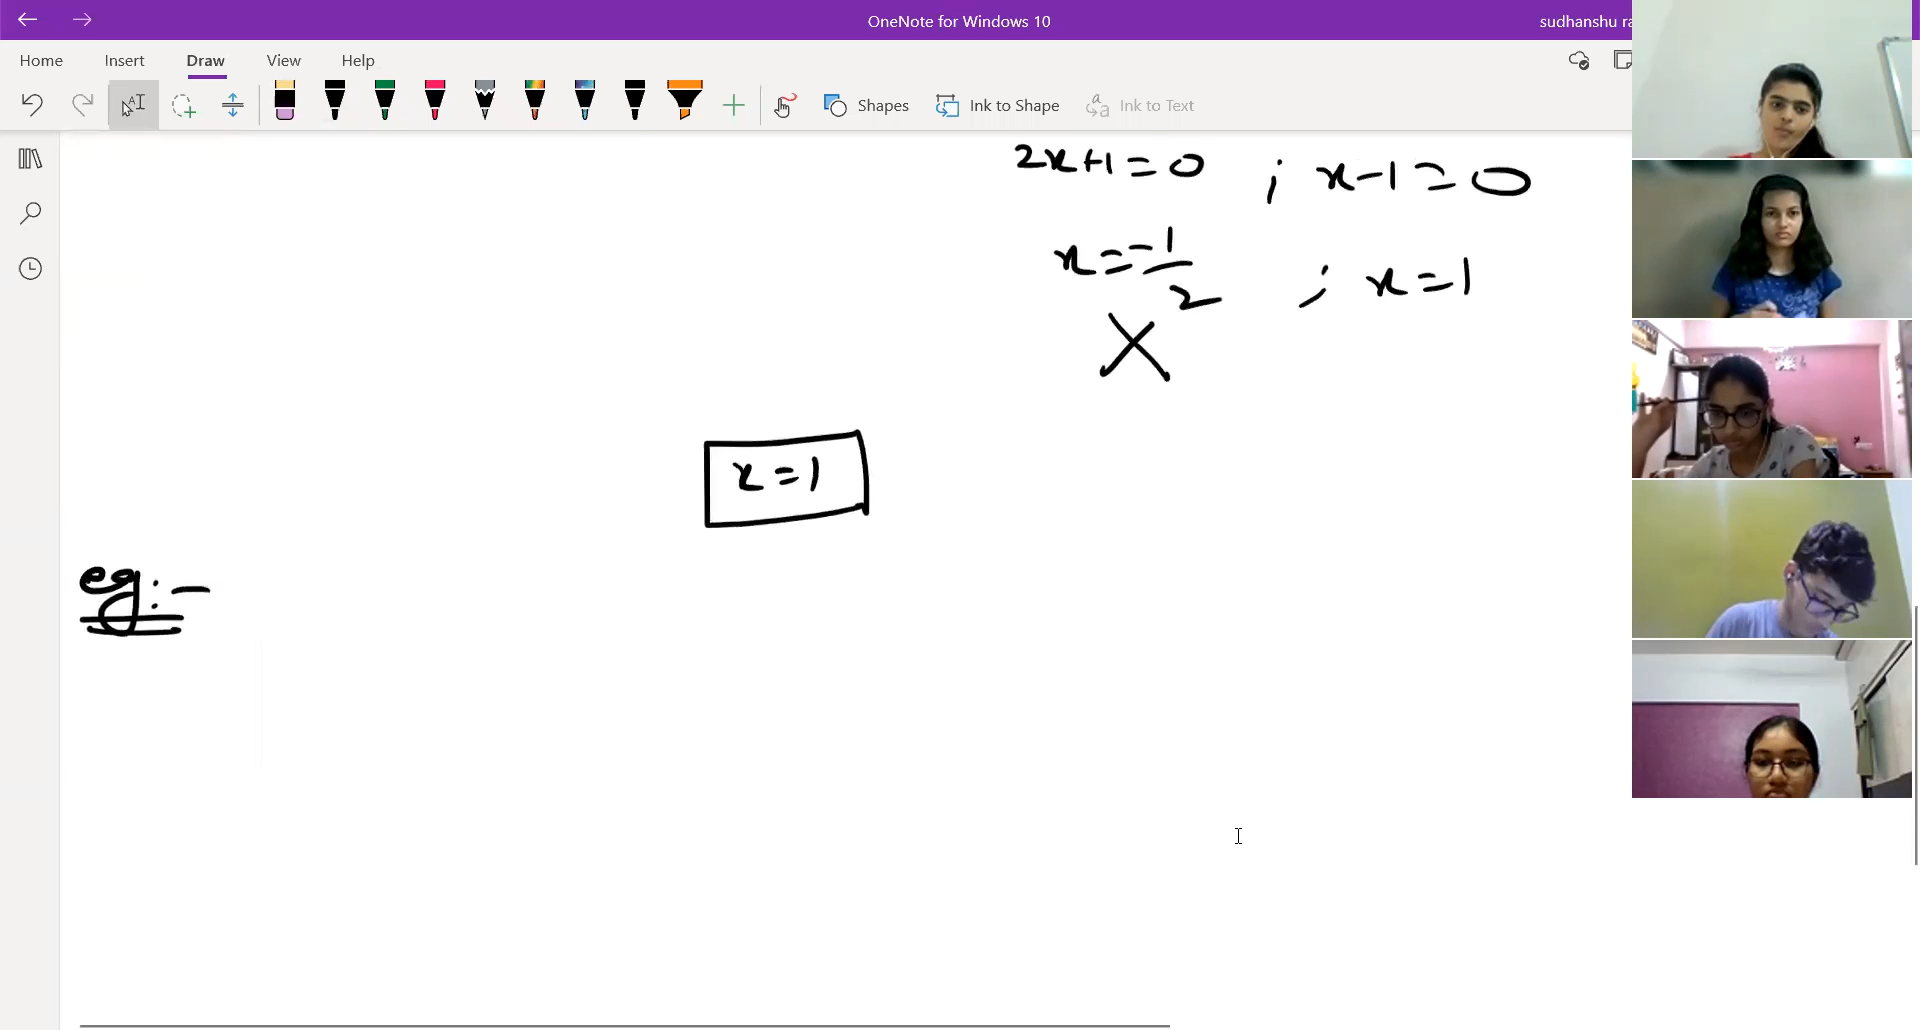 OneNote for Windows 10
sudhanshu ra
Home Insert Draw View Help
Shapes Ink to Shape Ink to Text
2x+1=0 ; x-1=0
x=-1/2 ; x=1
X
x=1
eg:-